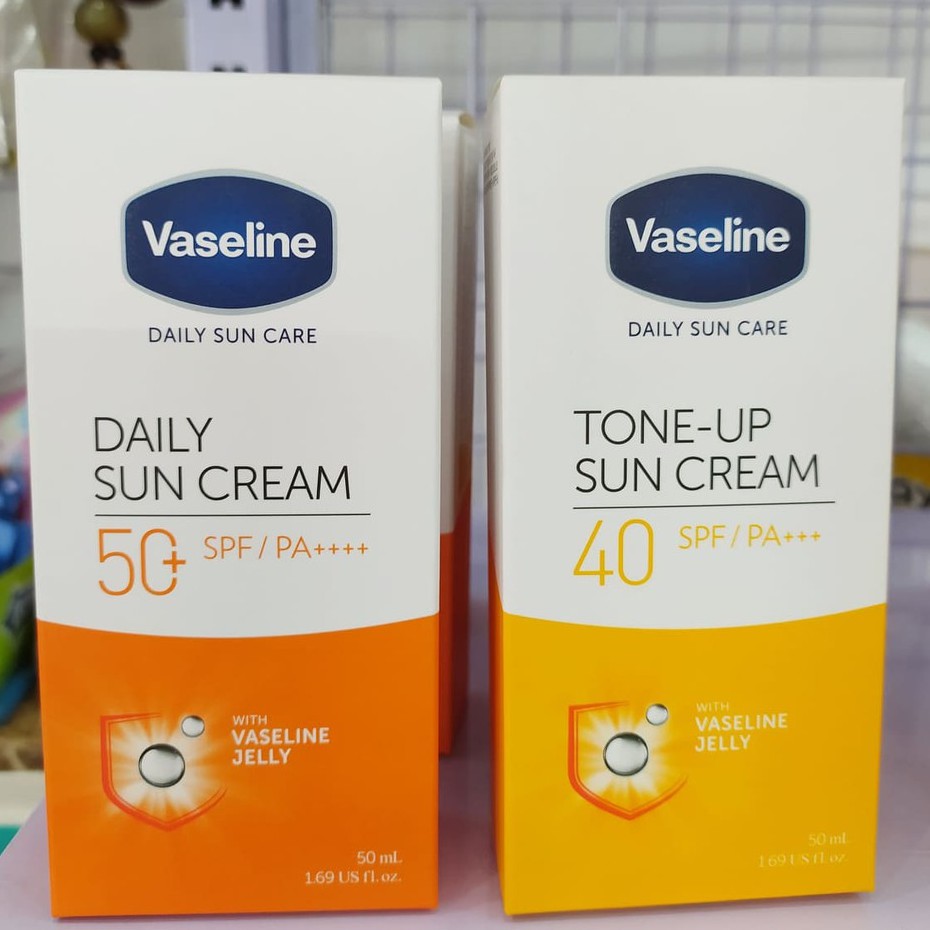 Vaseline
DAILY SUN CARE
DAILY
SUN CREAM
50+ SPF / PA++++
WITH
VASELINE
JELLY
50 mL
1.69 US fl. oz.
Vaseline
DAILY SUN CARE
TONE-UP
SUN CREAM
40 SPF / PA+++
WITH
VASELINE
JELLY
50 mL
1.69 US fl. oz.